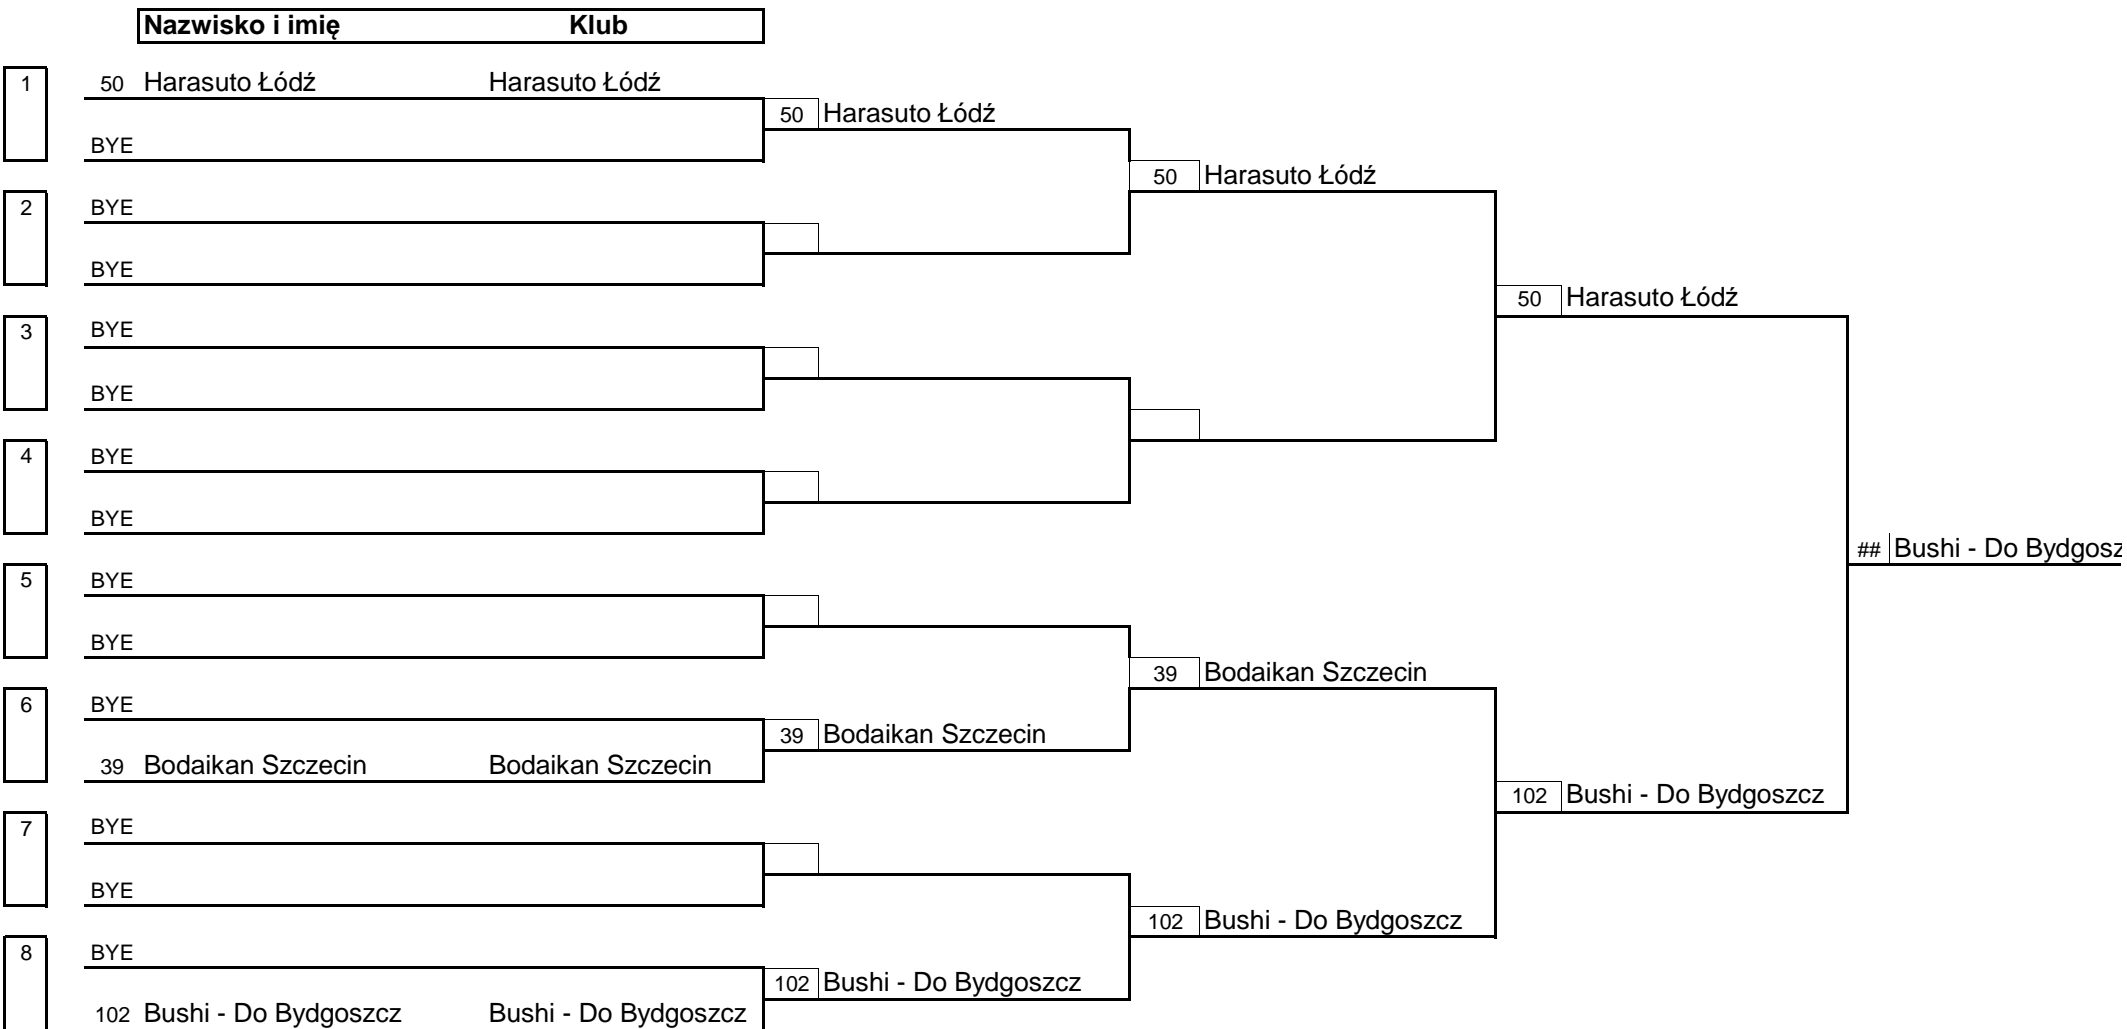 Nazwisko i imię Klub
1 50 Harasuto Łódź Harasuto Łódź
50 Harasuto Łódź
BYE
50 Harasuto Łódź
2 BYE
BYE
50 Harasuto Łódź
3 BYE
BYE
4 BYE
BYE
## Bushi - Do Bydgosz
5 BYE
BYE
39 Bodaikan Szczecin
6 BYE
39 Bodaikan Szczecin
39 Bodaikan Szczecin Bodaikan Szczecin
102 Bushi - Do Bydgoszcz
7 BYE
BYE
102 Bushi - Do Bydgoszcz
8 BYE
102 Bushi - Do Bydgoszcz
102 Bushi - Do Bydgoszcz Bushi - Do Bydgoszcz